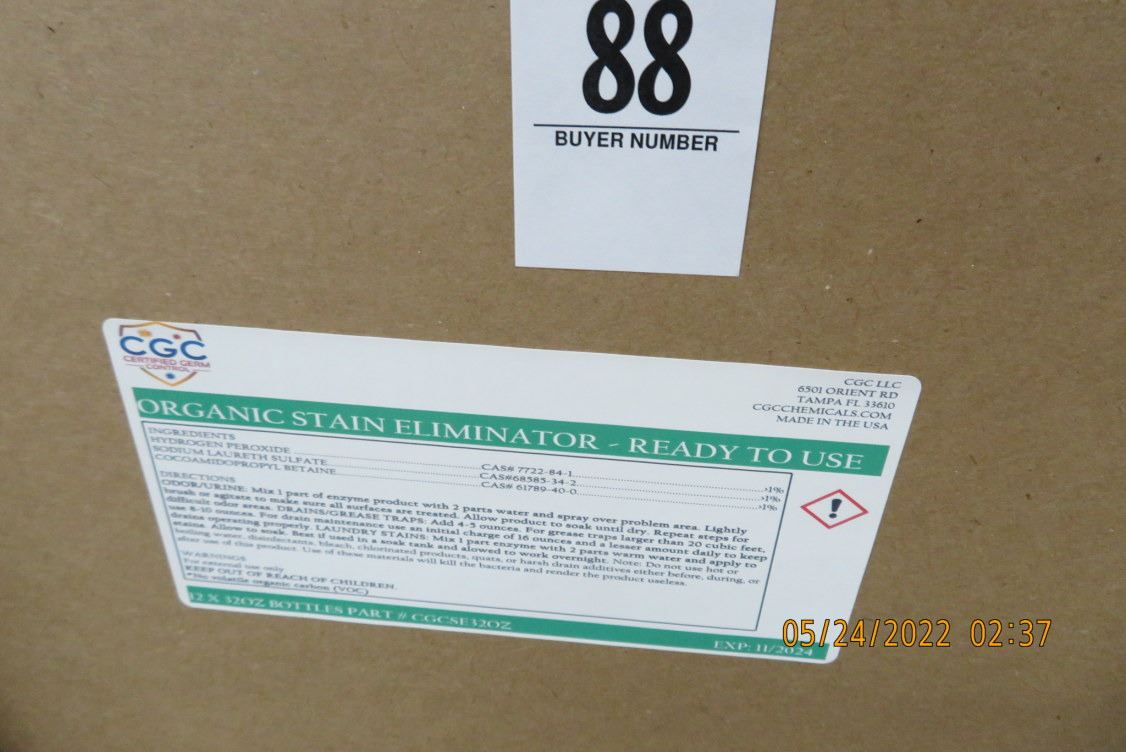 88
BUYER NUMBER
CGC
CERTIFIED GERM
CONTROL
CGC LLC
6501 ORIENT RD
TAMPA FL 33610
CGCCHEMICALS.COM
MADE IN THE USA
ORGANIC STAIN ELIMINATOR - READY TO USE
INGREDIENTS
HYDROGEN PEROXIDE CAS# 7722-84-1 >1%
SODIUM LAURETH SULFATE CAS#68585-34-2 >1%
COCOAMIDOPROPYL BETAINE CAS# 61789-40-0 >1%
DIRECTIONS
ODOR/URINE: Mix 1 part of enzyme product with 2 parts water and spray over problem area. Lightly
brush or agitate to make sure all surfaces are treated. Allow product to soak until dry. Repeat steps for
difficult odor areas. DRAINS/GREASE TRAPS: Add 4-5 ounces. For grease traps larger than 20 cubic feet,
use 8-10 ounces. For drain maintenance use an initial charge of 16 ounces and a lesser amount daily to keep
drains operating properly. LAUNDRY STAINS: Mix 1 part enzyme with 2 parts warm water and apply to
stains. Allow to soak. Best if used in a soak tank and allowed to work overnight. Note: Do not use hot or
boiling water, disinfectants, bleach, chlorinated products, quats, or harsh drain additives either before, during, or
after use of this product. Use of these materials will kill the bacteria and render the product useless.
WARNINGS
For external use only
KEEP OUT OF REACH OF CHILDREN.
*No volatile organic carbon (VOC)
12 X 32OZ BOTTLES PART # CGCSE32OZ
EXP: 11/2024
05/24/2022 02:37